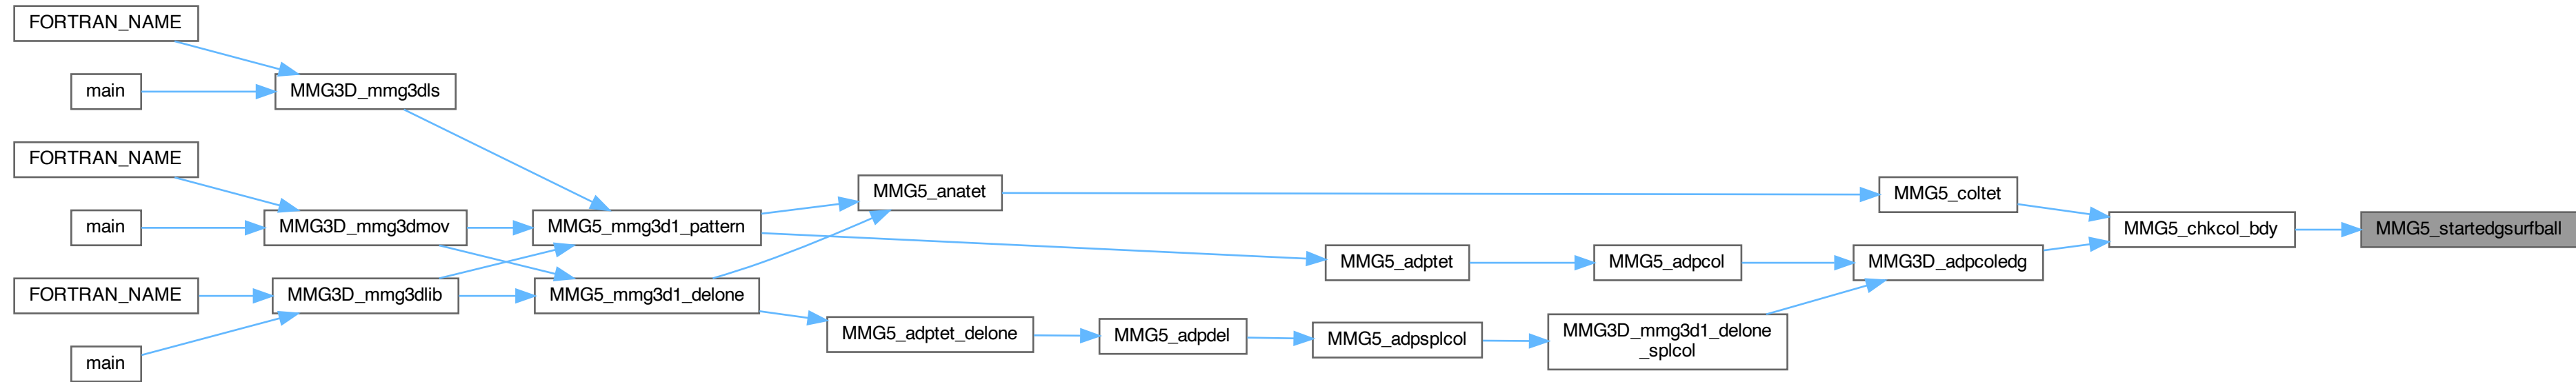 FORTRAN_NAME
main
MMG3D_mmg3dls
FORTRAN_NAME
main
MMG3D_mmg3dmov
FORTRAN_NAME
main
MMG3D_mmg3dlib
MMG5_mmg3d1_pattern
MMG5_mmg3d1_delone
MMG5_anatet
MMG5_adptet_delone
MMG5_adpdel
MMG5_adptet
MMG5_adpsplcol
MMG5_adpcol
MMG3D_mmg3d1_delone
_splcol
MMG5_coltet
MMG3D_adpcoledg
MMG5_chkcol_bdy
MMG5_startedgsurfball